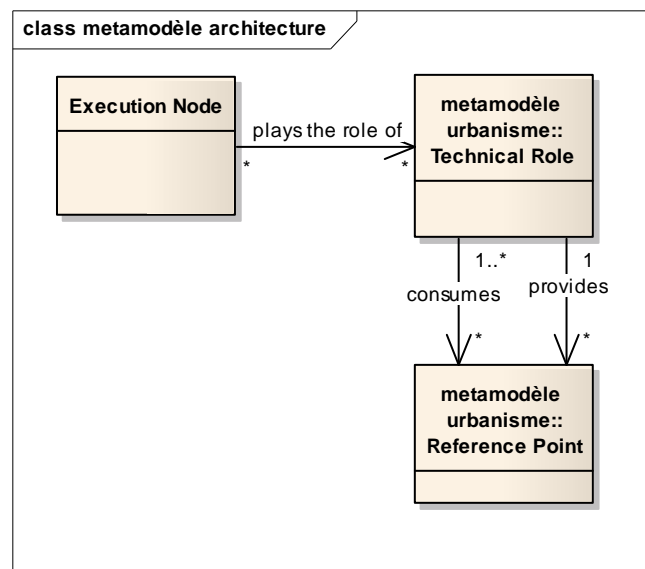 class metamodèle architecture
Execution Node
plays the role of
*
*
metamodèle
urbanisme::
Technical Role
1..*
1
consumes
provides
*
*
metamodèle
urbanisme::
Reference Point